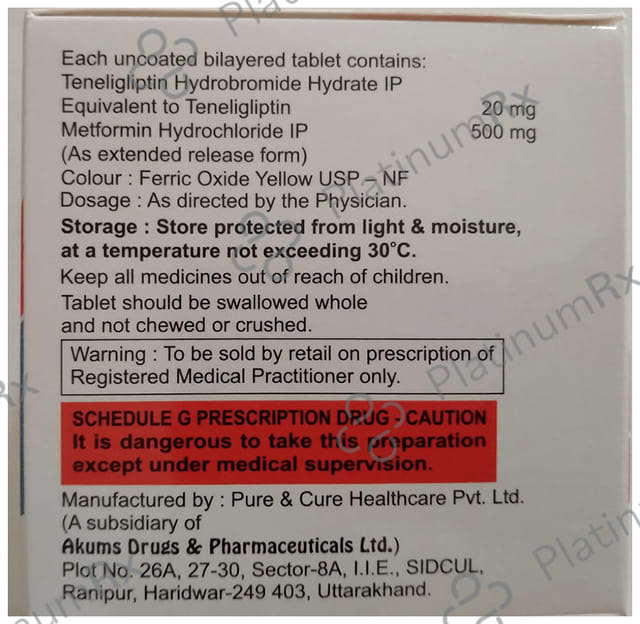 Each uncoated bilayered tablet contains:
Teneligliptin Hydrobromide Hydrate IP
Equivalent to Teneligliptin 20 mg
Metformin Hydrochloride IP 500 mg
(As extended release form)
Colour : Ferric Oxide Yellow USP – NF
Dosage : As directed by the Physician.
Storage : Store protected from light & moisture,
at a temperature not exceeding 30°C.
Keep all medicines out of reach of children.
Tablet should be swallowed whole
and not chewed or crushed.
Warning : To be sold by retail on prescription of
Registered Medical Practitioner only.
SCHEDULE G PRESCRIPTION DRUG - CAUTION
It is dangerous to take this preparation
except under medical supervision.
Manufactured by : Pure & Cure Healthcare Pvt. Ltd.
(A subsidiary of
Akums Drugs & Pharmaceuticals Ltd.)
Plot No. 26A, 27-30, Sector-8A, I.I.E., SIDCUL,
Ranipur, Haridwar-249 403, Uttarakhand.
PlatinumRx
PlatinumRx
PlatinumRx
Platin
inumRx
Rx